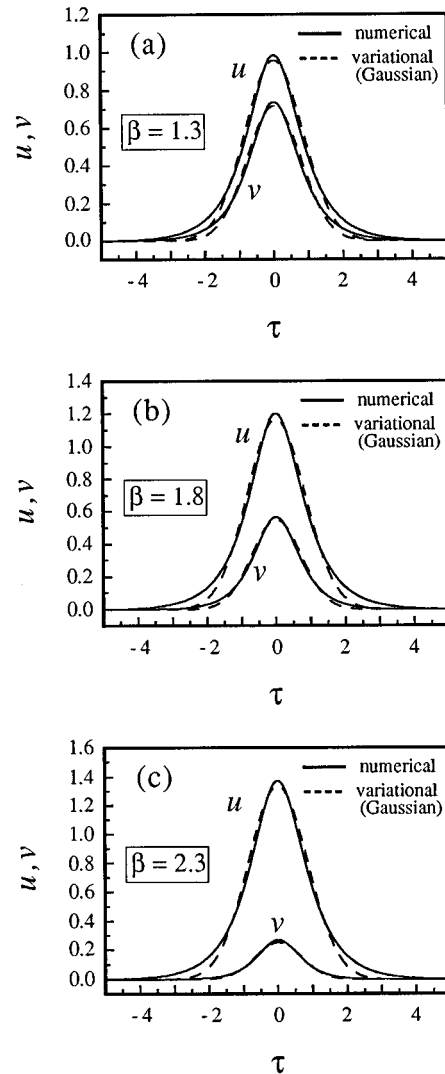 (a)
numerical
variational
(Gaussian)
u
v
β = 1.3
u, v
1.2
1.0
0.8
0.6
0.4
0.2
0.0
-4 -2 0 2 4
τ
(b)
numerical
variational
(Gaussian)
u
v
β = 1.8
u, v
1.4
1.2
1.0
0.8
0.6
0.4
0.2
0.0
-4 -2 0 2 4
τ
(c)
numerical
variational
(Gaussian)
u
v
β = 2.3
u, v
1.6
1.4
1.2
1.0
0.8
0.6
0.4
0.2
0.0
-4 -2 0 2 4
τ